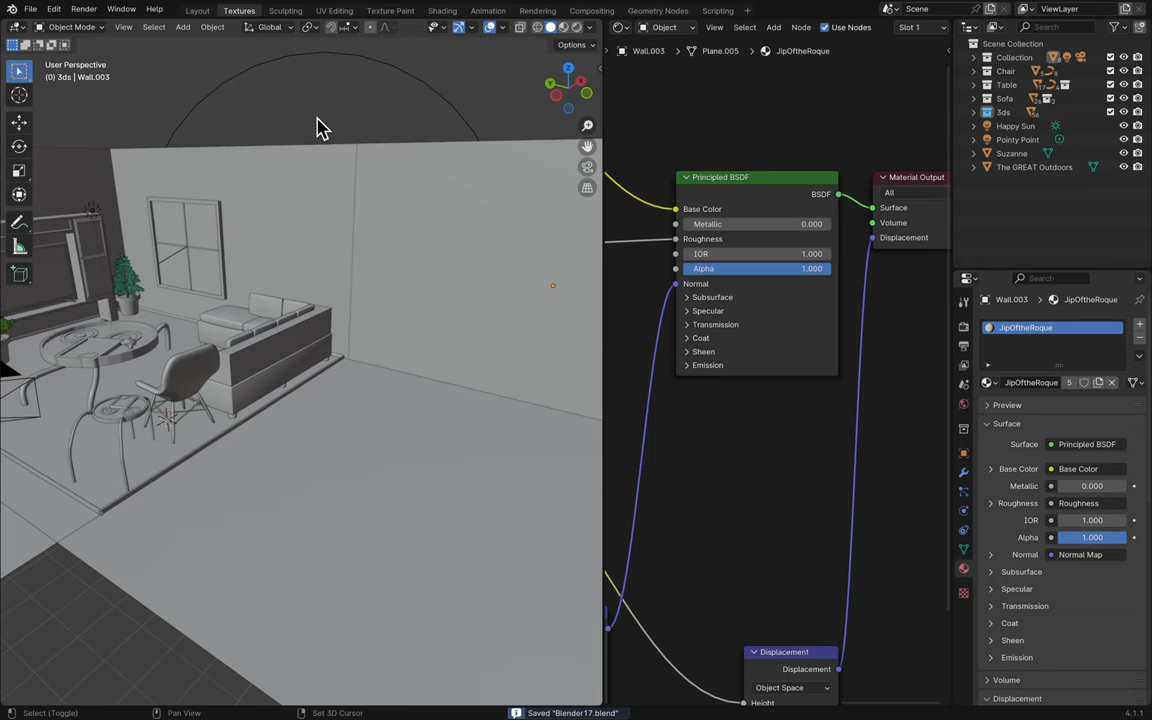 File Edit Render Window Help Layout Textures Sculpting UV Editing Texture Paint Shading Animation Rendering Compositing Geometry Nodes Scripting + Scene ViewLayer
Object Mode View Select Add Object Global Object View Select Add Node Use Nodes Slot 1 Search
Options
User Perspective
(0) 3ds | Wall.003
Z
Y
X
Wall.003 > Plane.005 > JipOftheRoque
Principled BSDF
BSDF
Base Color
Metallic 0.000
Roughness
IOR 1.000
Alpha 1.000
Normal
Subsurface
Specular
Transmission
Coat
Sheen
Emission
Material Output
All
Surface
Volume
Displacement
Displacement
Displacement
Object Space
Height
Scene Collection
Collection
Chair
Table
Sofa
3ds
Happy Sun
Pointy Point
Suzanne
The GREAT Outdoors
Search
Wall.003 > JipOftheRoque
JipOftheRoque
JipOftheRoque 5
Preview
Surface
Surface Principled BSDF
Base Color Base Color
Metallic 0.000
Roughness Roughness
IOR 1.000
Alpha 1.000
Normal Normal Map
Subsurface
Specular
Transmission
Coat
Sheen
Emission
Volume
Displacement
Select (Toggle) Pan View Set 3D Cursor Saved "Blender17.blend" 4.1.1